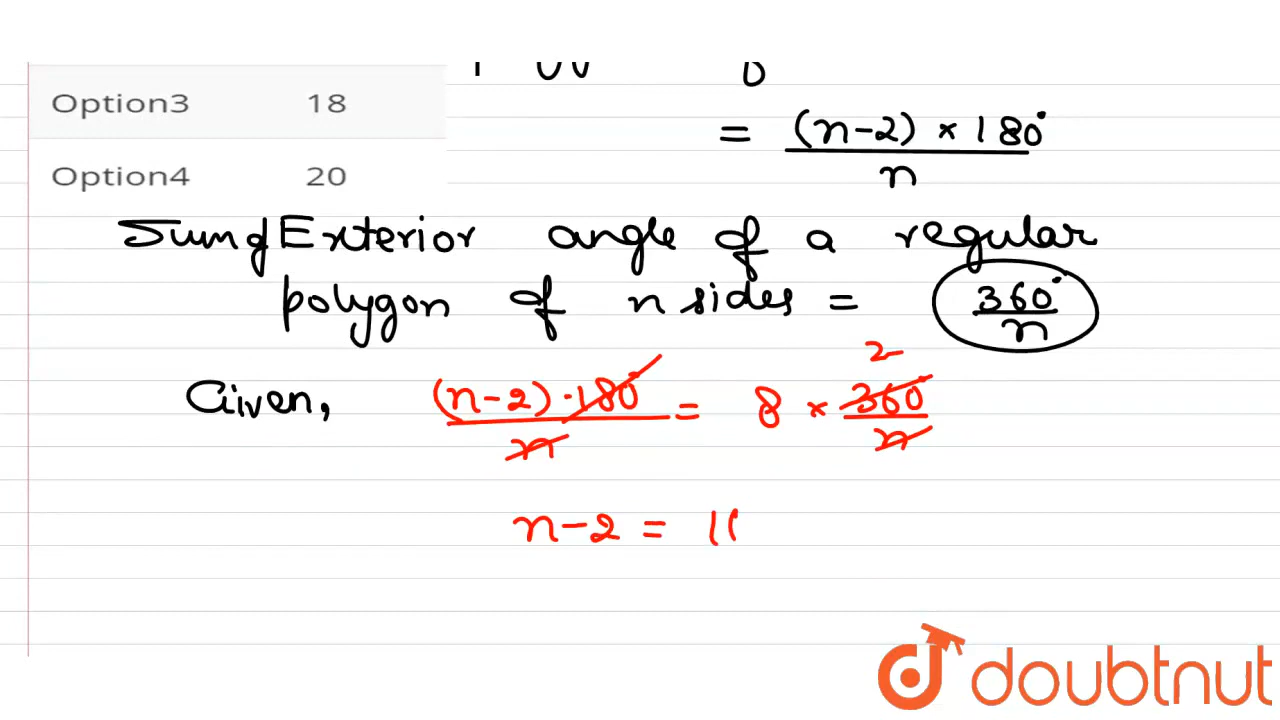 Option3 18
= (n-2) × 180°
n
Option4 20
Sum of Exterior angle of a regular
polygon of n sides = 360°
n
2
Given, (n-2) · 180° = 8 × 360°
n n
n-2 =
doubtnut